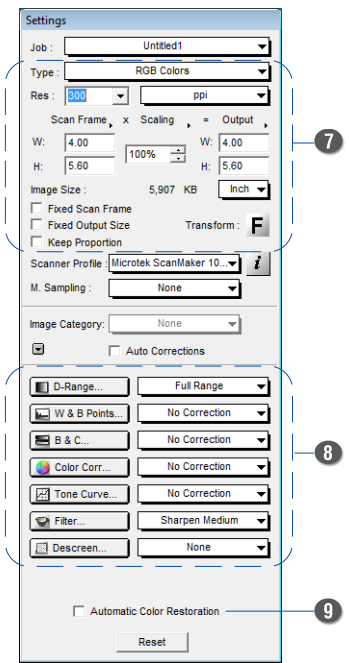 Settings
Job : Untitled1
Type : RGB Colors
Res : 300 ppi
Scan Frame x Scaling = Output
W: 4.00 W: 4.00
100%
H: 5.60 H: 5.60
7
Image Size : 5,907 KB Inch
Fixed Scan Frame
Fixed Output Size Transform : F
Keep Proportion
Scanner Profile : Microtek ScanMaker 10... i
M. Sampling : None
Image Category: None
Auto Corrections
D-Range... Full Range
W & B Points... No Correction
B & C... No Correction
8
Color Corr... No Correction
Tone Curve... No Correction
Filter... Sharpen Medium
Descreen... None
Automatic Color Restoration 9
Reset